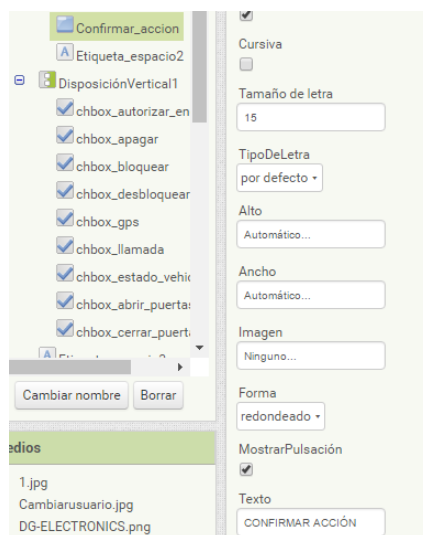 Confirmar_accion
Etiqueta_espacio2
DisposiciónVertical1
chbox_autorizar_en
chbox_apagar
chbox_bloquear
chbox_desbloquear
chbox_gps
chbox_llamada
chbox_estado_vehic
chbox_abrir_puertas
chbox_cerrar_puerta
Cambiar nombre
Borrar
edios
1.jpg
Cambiarusuario.jpg
DG-ELECTRONICS.png
Cursiva
Tamaño de letra
15
TipoDeLetra
por defecto
Alto
Automático...
Ancho
Automático...
Imagen
Ninguno...
Forma
redondeado
MostrarPulsación
Texto
CONFIRMAR ACCIÓN